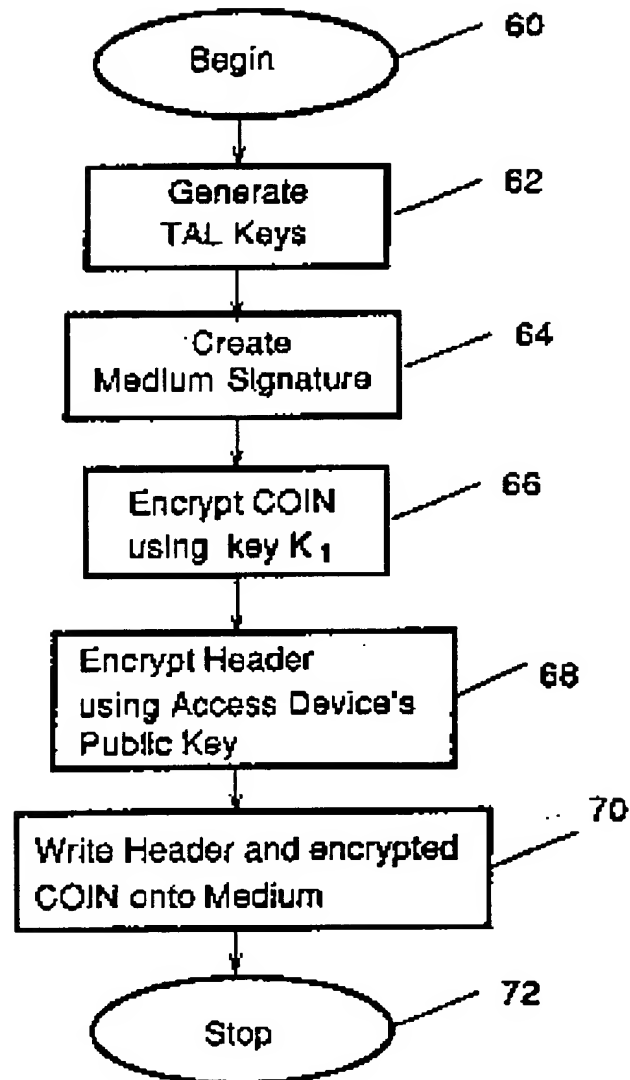 Begin
60
Generate
TAL Keys
62
Create
Medium Signature
64
Encrypt COIN
using key K1
66
Encrypt Header
using Access Device's
Public Key
68
Write Header and encrypted
COIN onto Medium
70
Stop
72